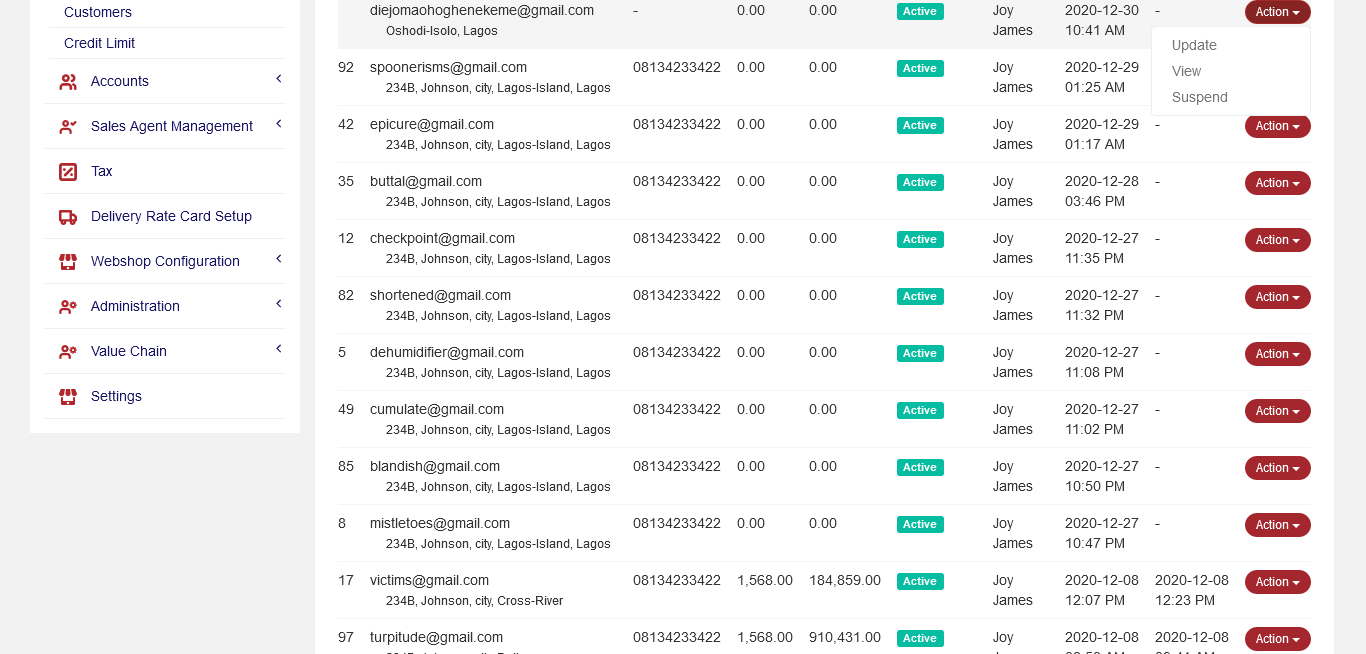 Customers
Credit Limit
Accounts
Sales Agent Management
Tax
Delivery Rate Card Setup
Webshop Configuration
Administration
Value Chain
Settings
diejomaohoghenekeme@gmail.com - 0.00 0.00 Active Joy 2020-12-30 - Action
Oshodi-Isolo, Lagos James 10:41 AM
Update
View
Suspend
92 spoonerisms@gmail.com 08134233422 0.00 0.00 Active Joy 2020-12-29
234B, Johnson, city, Lagos-Island, Lagos James 01:25 AM
42 epicure@gmail.com 08134233422 0.00 0.00 Active Joy 2020-12-29 - Action
234B, Johnson, city, Lagos-Island, Lagos James 01:17 AM
35 buttal@gmail.com 08134233422 0.00 0.00 Active Joy 2020-12-28 - Action
234B, Johnson, city, Lagos-Island, Lagos James 03:46 PM
12 checkpoint@gmail.com 08134233422 0.00 0.00 Active Joy 2020-12-27 - Action
234B, Johnson, city, Lagos-Island, Lagos James 11:35 PM
82 shortened@gmail.com 08134233422 0.00 0.00 Active Joy 2020-12-27 - Action
234B, Johnson, city, Lagos-Island, Lagos James 11:32 PM
5 dehumidifier@gmail.com 08134233422 0.00 0.00 Active Joy 2020-12-27 - Action
234B, Johnson, city, Lagos-Island, Lagos James 11:08 PM
49 cumulate@gmail.com 08134233422 0.00 0.00 Active Joy 2020-12-27 - Action
234B, Johnson, city, Lagos-Island, Lagos James 11:02 PM
85 blandish@gmail.com 08134233422 0.00 0.00 Active Joy 2020-12-27 - Action
234B, Johnson, city, Lagos-Island, Lagos James 10:50 PM
8 mistletoes@gmail.com 08134233422 0.00 0.00 Active Joy 2020-12-27 - Action
234B, Johnson, city, Lagos-Island, Lagos James 10:47 PM
17 victims@gmail.com 08134233422 1,568.00 184,859.00 Active Joy 2020-12-08 2020-12-08 Action
234B, Johnson, city, Cross-River James 12:07 PM 12:23 PM
97 turpitude@gmail.com 08134233422 1,568.00 910,431.00 Active Joy 2020-12-08 2020-12-08 Action